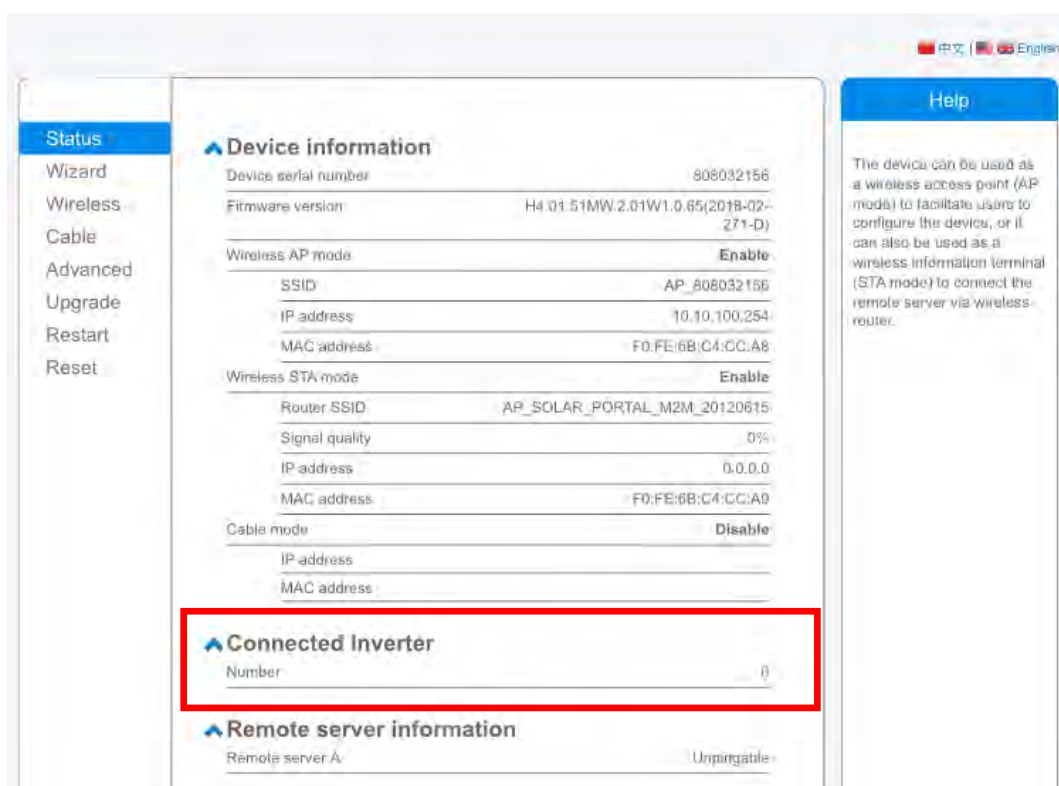 中文 | English
Help
Status
Wizard
Wireless
Cable
Advanced
Upgrade
Restart
Reset
Device information
Device serial number 808032156
Firmware version H4.01.51MW.2.01W1.0.65(2018-02-
271-D)
Wireless AP mode Enable
SSID AP_808032156
IP address 10.10.100.254
MAC address F0:FE:6B:C4:CC:A8
Wireless STA mode Enable
Router SSID AP_SOLAR_PORTAL_M2M_20120615
Signal quality 0%
IP address 0.0.0.0
MAC address F0:FE:6B:C4:CC:A9
Cable mode Disable
IP address
MAC address
Connected Inverter
Number 0
Remote server information
Remote server A Unpingable
The device can be used as
a wireless access point (AP
mode) to facilitate users to
configure the device, or it
can also be used as a
wireless information terminal
(STA mode) to connect the
remote server via wireless
router.